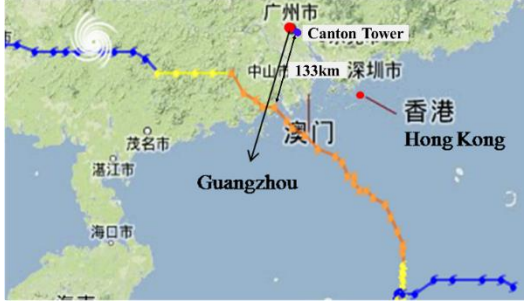 广州市
Canton Tower
中山市
133km
深圳市
香港
Hong Kong
澳门
茂名市
Guangzhou
湛江市
海口市